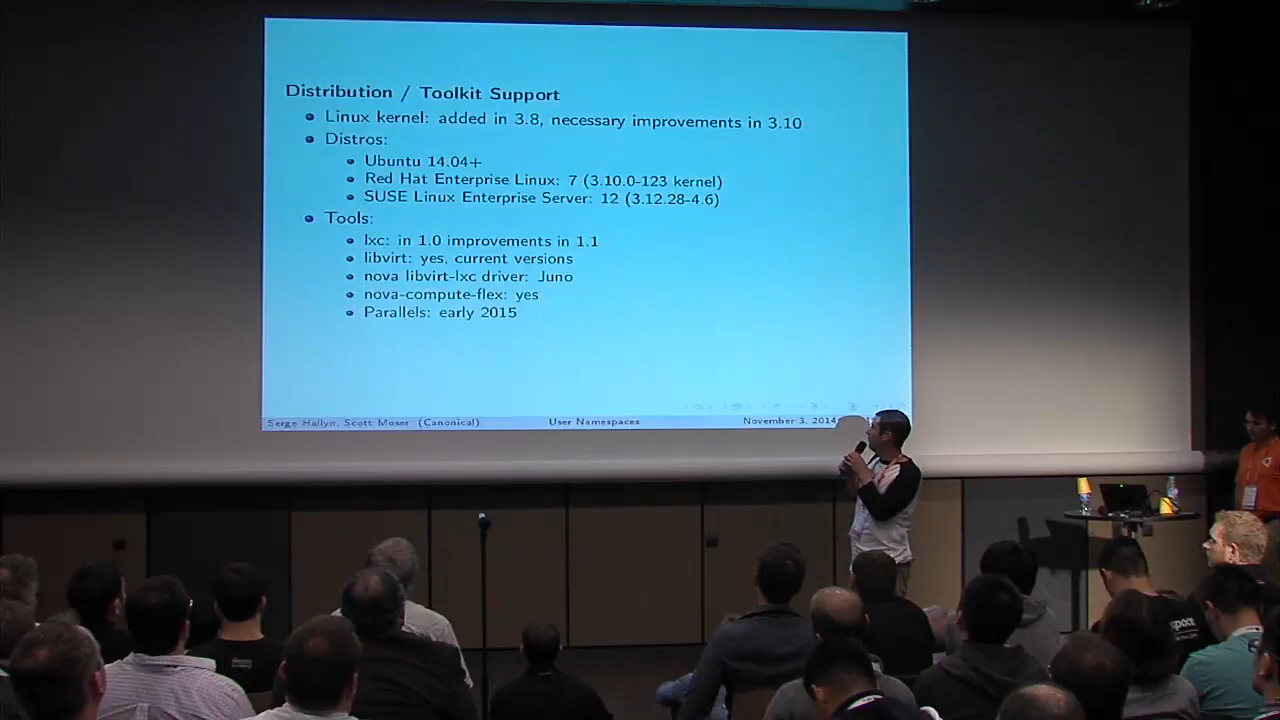 Distribution / Toolkit Support
Linux kernel: added in 3.8, necessary improvements in 3.10
Distros:
Ubuntu 14.04+
Red Hat Enterprise Linux: 7 (3.10.0-123 kernel)
SUSE Linux Enterprise Server: 12 (3.12.28-4.6)
Tools:
lxc: in 1.0 improvements in 1.1
libvirt: yes, current versions
nova libvirt-lxc driver: Juno
nova-compute-flex: yes
Parallels: early 2015
Serge Hallyn, Scott Moser (Canonical) User Namespaces November 3, 2014